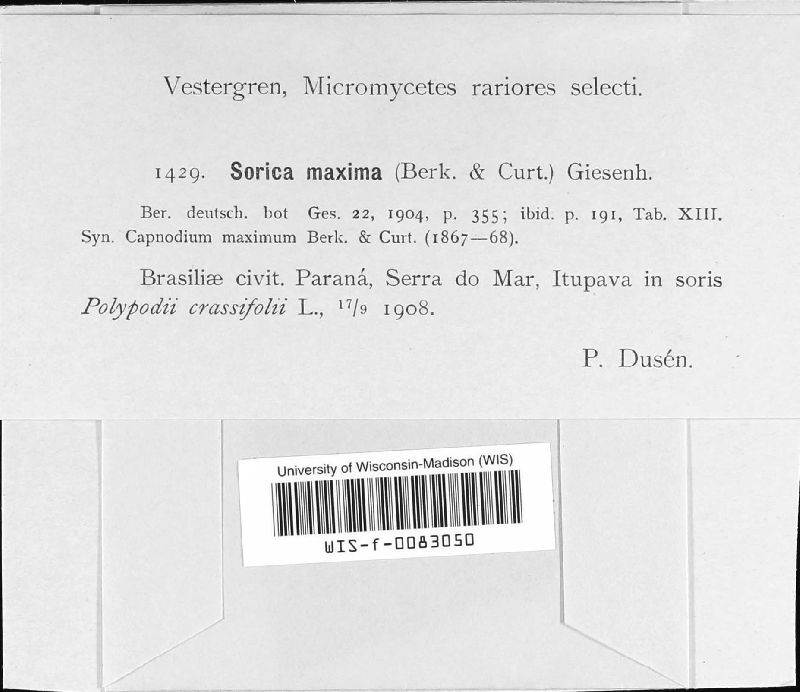 Vestergren, Micromycetes rariores selecti.
1429. Sorica maxima (Berk. & Curt.) Giesenh.
Ber. deutsch. bot Ges. 22, 1904, p. 355; ibid. p. 191, Tab. XIII.
Syn. Capnodium maximum Berk. & Curt. (1867—68).
Brasiliæ civit. Paraná, Serra do Mar, Itupava in soris
Polypodii crassifolii L., 17/9 1908.
P. Dusén.
University of Wisconsin-Madison (WIS)
WIS-f-0083050